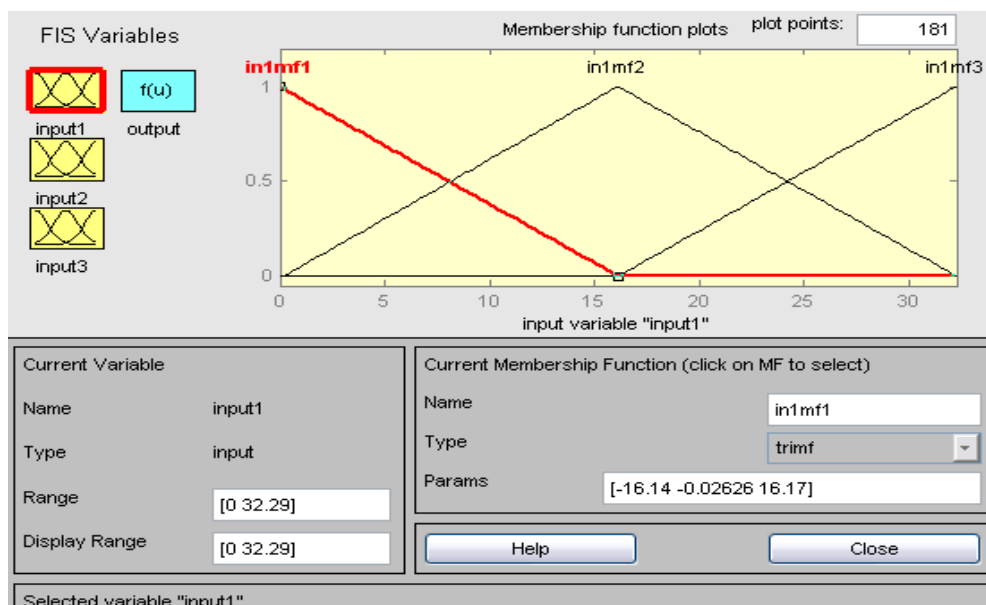 FIS Variables
Membership function plots
plot points:
181
f(u)
input1
output
input2
input3
in1mf1
in1mf2
in1mf3
1
0.5
0
0
5
10
15
20
25
30
input variable "input1"
Current Variable
Name
input1
Type
input
Range
[0 32.29]
Display Range
[0 32.29]
Current Membership Function (click on MF to select)
Name
in1mf1
Type
trimf
Params
[-16.14 -0.02626 16.17]
Help
Close
Selected variable "input1"